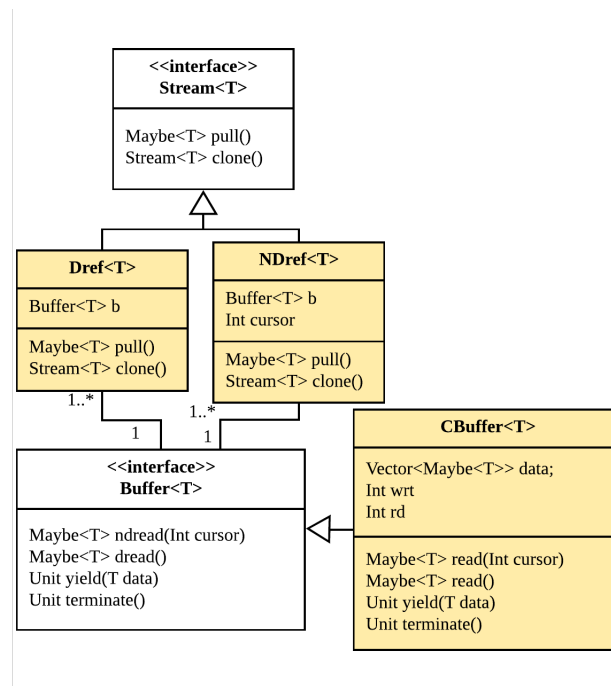 <<interface>>
Stream<T>
Maybe<T> pull()
Stream<T> clone()
Dref<T>
Buffer<T> b
Maybe<T> pull()
Stream<T> clone()
NDref<T>
Buffer<T> b
Int cursor
Maybe<T> pull()
Stream<T> clone()
1..*
1
1..*
1
<<interface>>
Buffer<T>
Maybe<T> ndread(Int cursor)
Maybe<T> dread()
Unit yield(T data)
Unit terminate()
CBuffer<T>
Vector<Maybe<T>> data;
Int wrt
Int rd
Maybe<T> read(Int cursor)
Maybe<T> read()
Unit yield(T data)
Unit terminate()